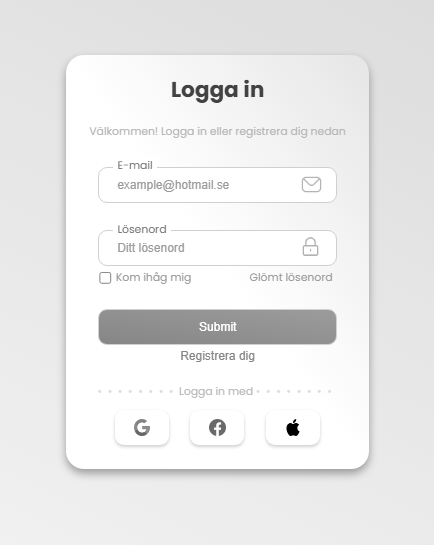 Logga in
Välkommen! Logga in eller registrera dig nedan
E-mail
example@hotmail.se
Lösenord
Ditt lösenord
Kom ihåg mig Glömt lösenord
Submit
Registrera dig
Logga in med